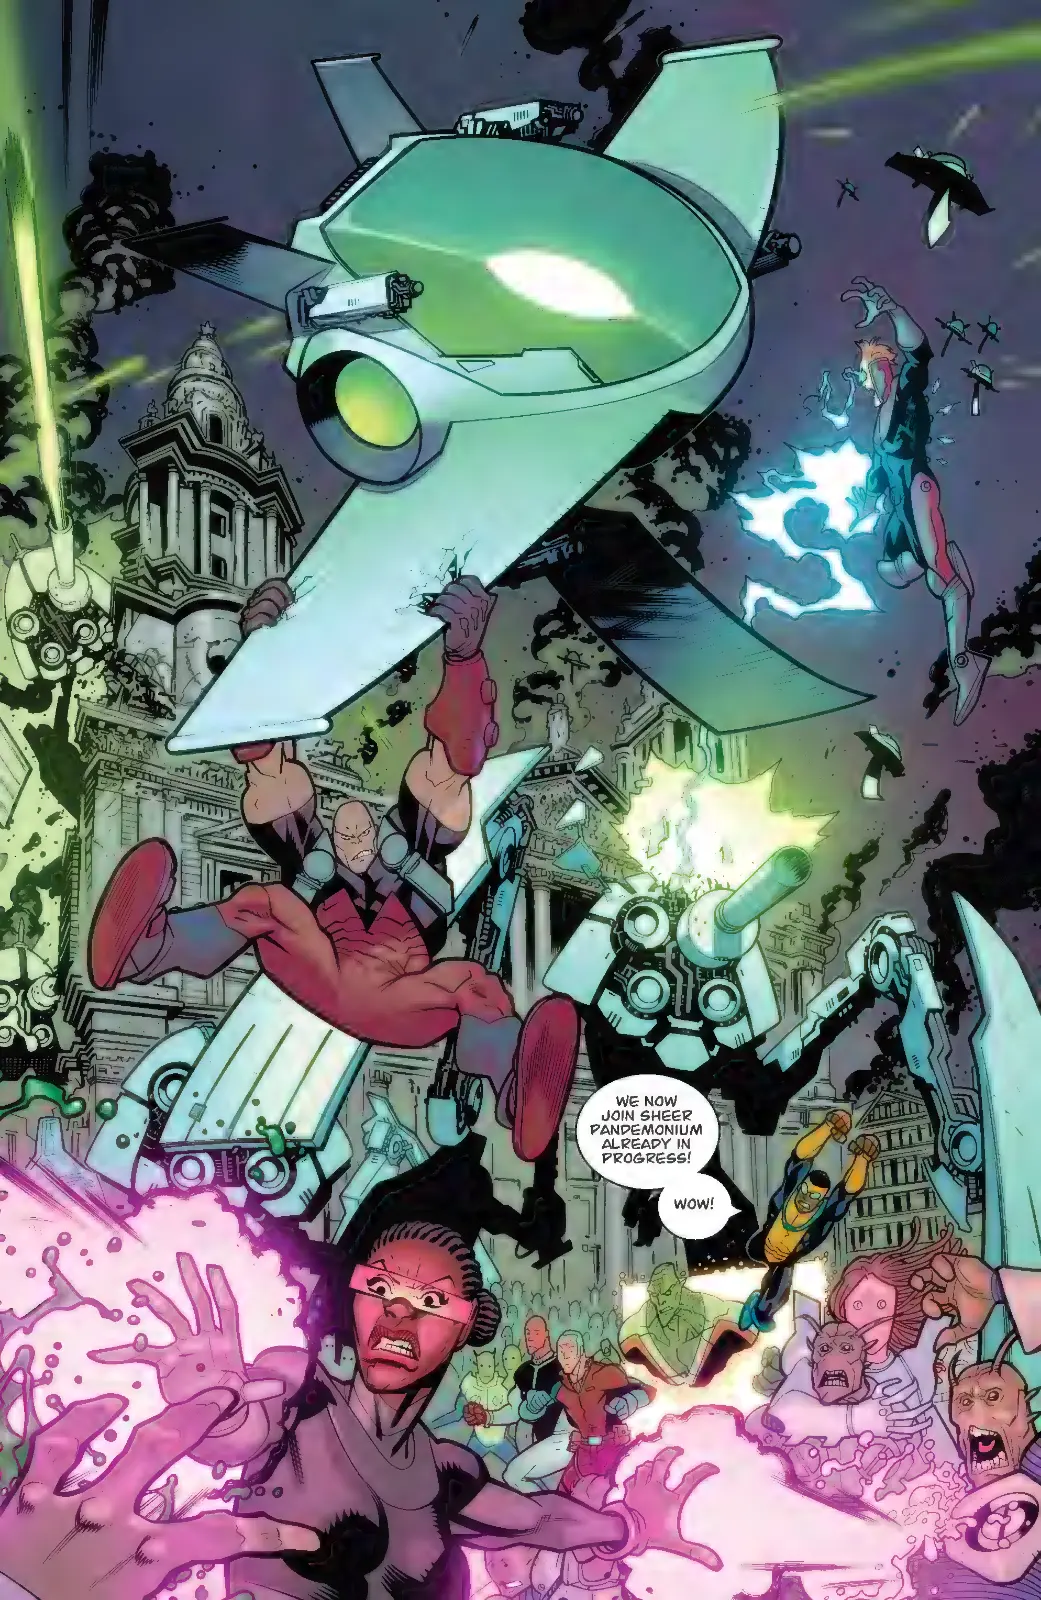 WE NOW
JOIN SHEER
PANDEMONIUM
ALREADY IN
PROGRESS!
WOW!